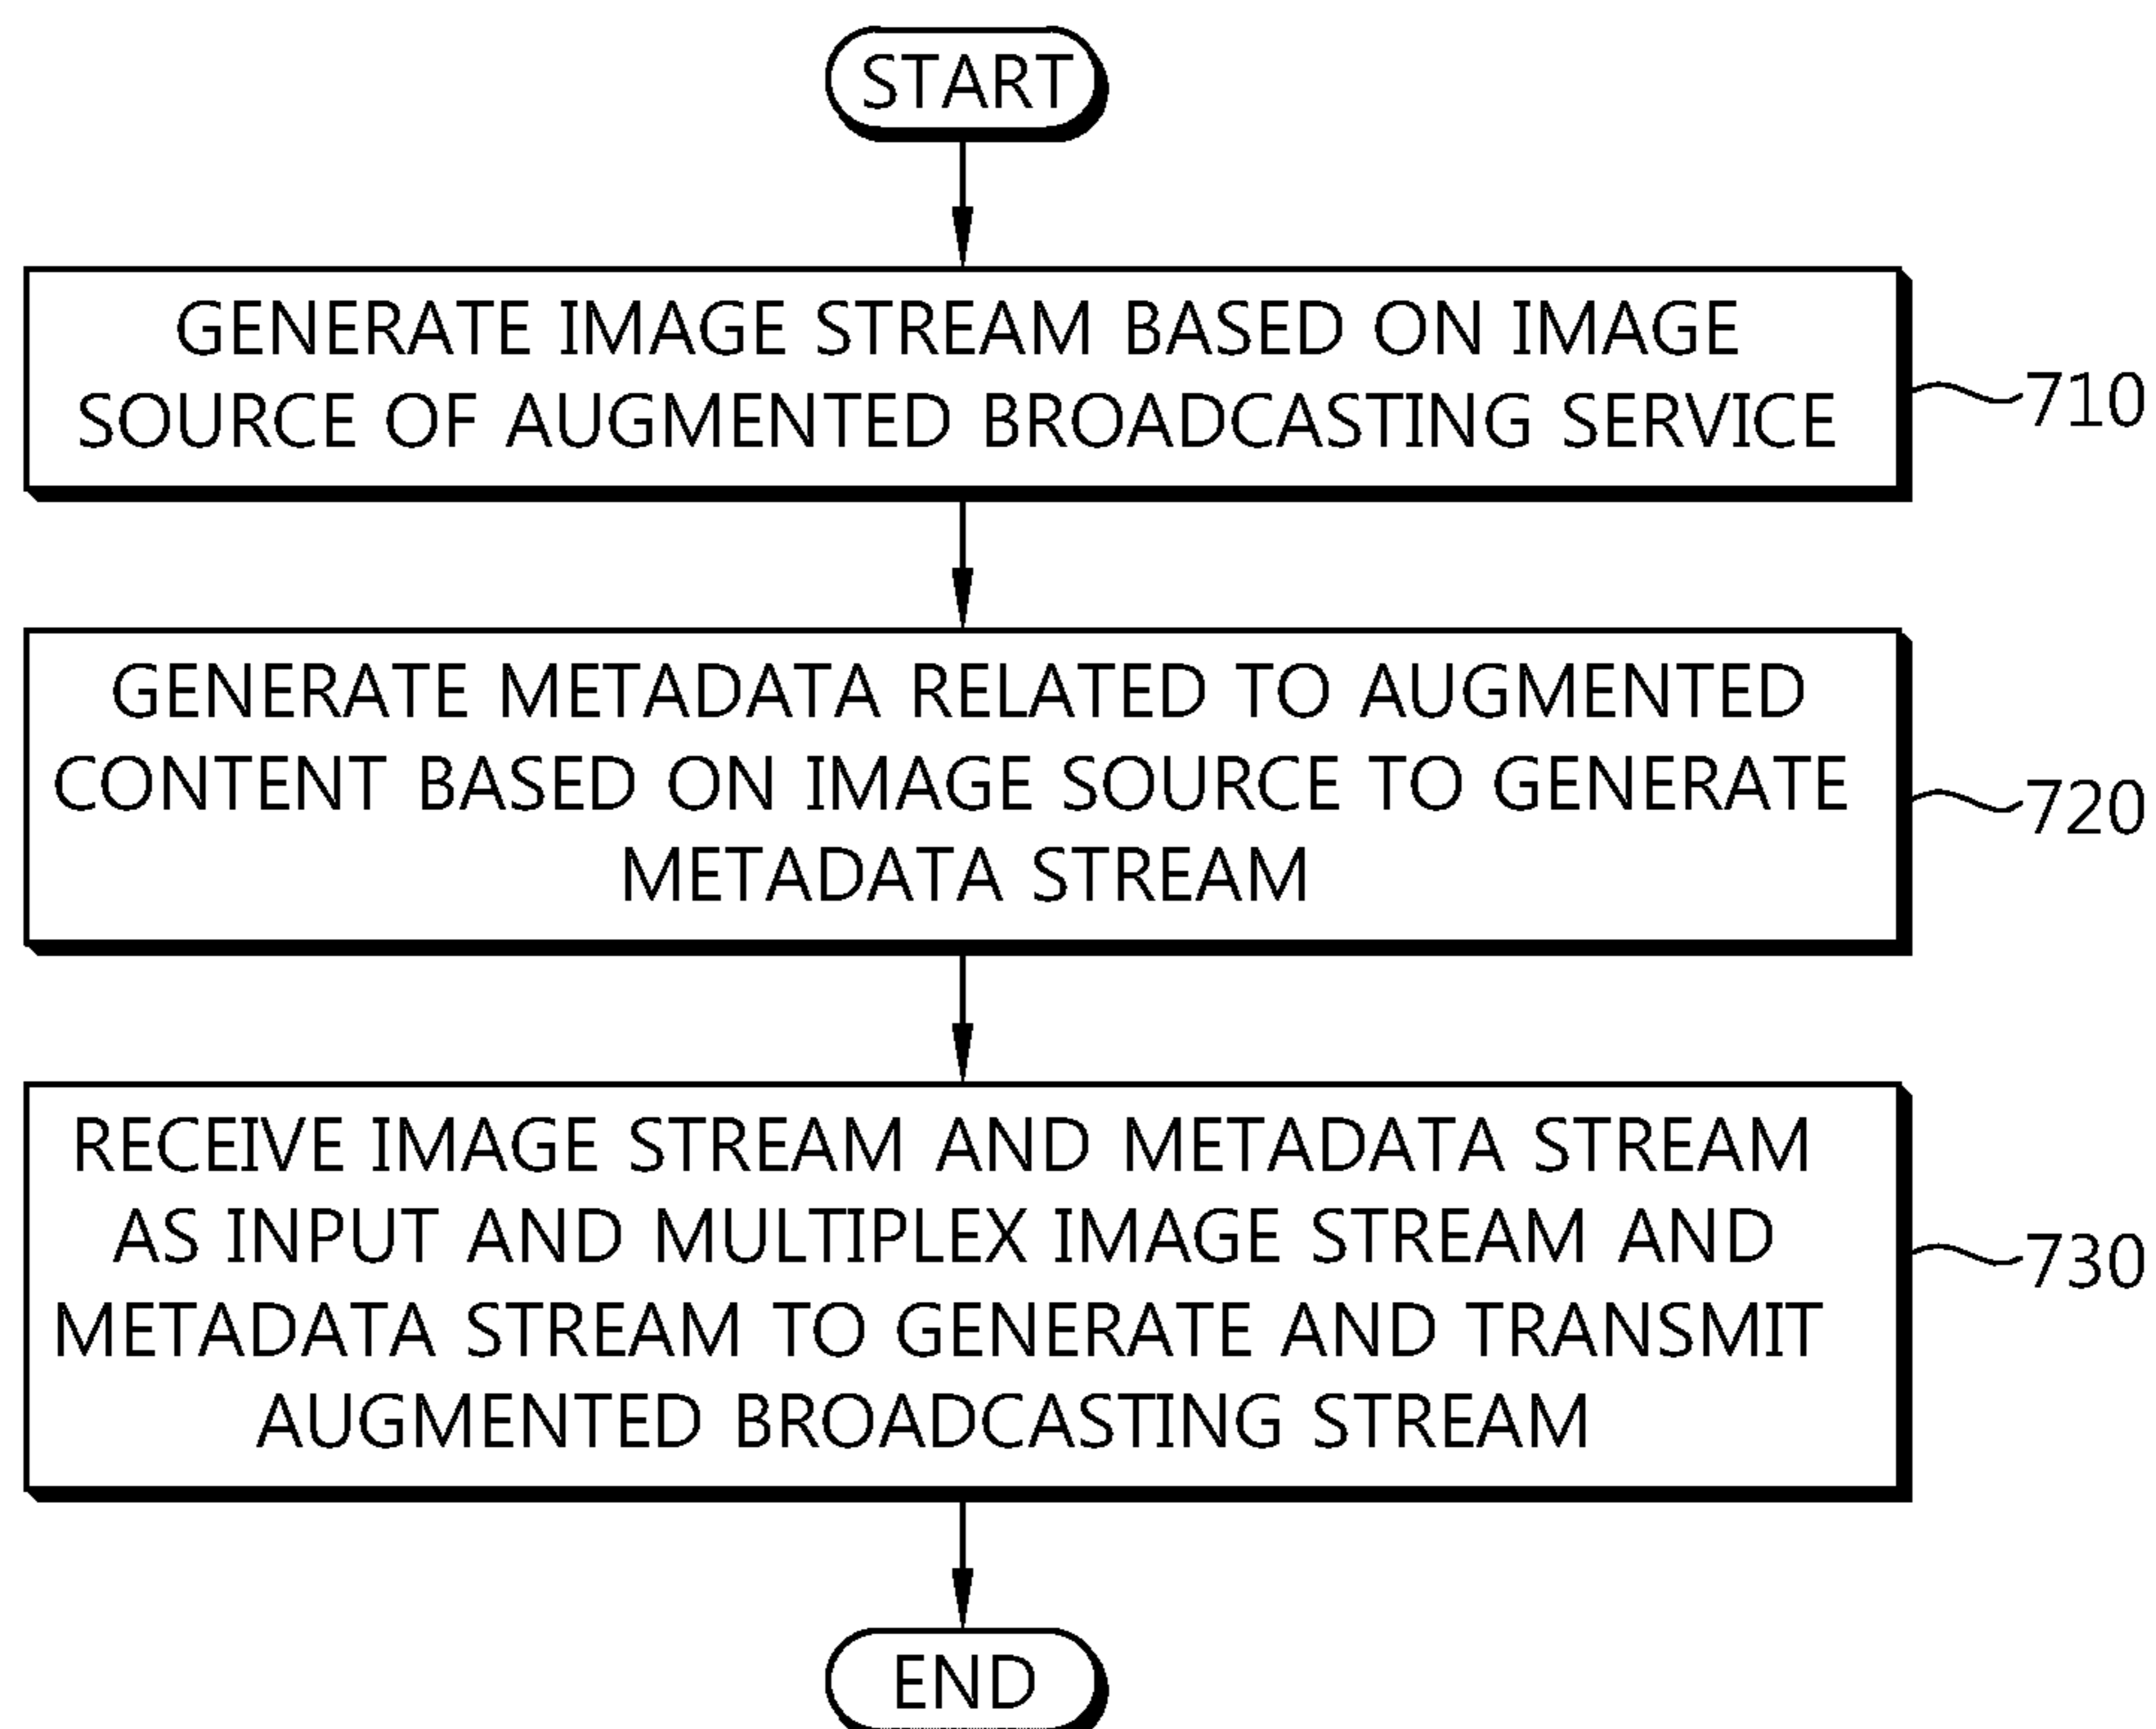 START
GENERATE IMAGE STREAM BASED ON IMAGE
SOURCE OF AUGMENTED BROADCASTING SERVICE
710
GENERATE METADATA RELATED TO AUGMENTED
CONTENT BASED ON IMAGE SOURCE TO GENERATE
METADATA STREAM
720
RECEIVE IMAGE STREAM AND METADATA STREAM
AS INPUT AND MULTIPLEX IMAGE STREAM AND
METADATA STREAM TO GENERATE AND TRANSMIT
AUGMENTED BROADCASTING STREAM
730
END